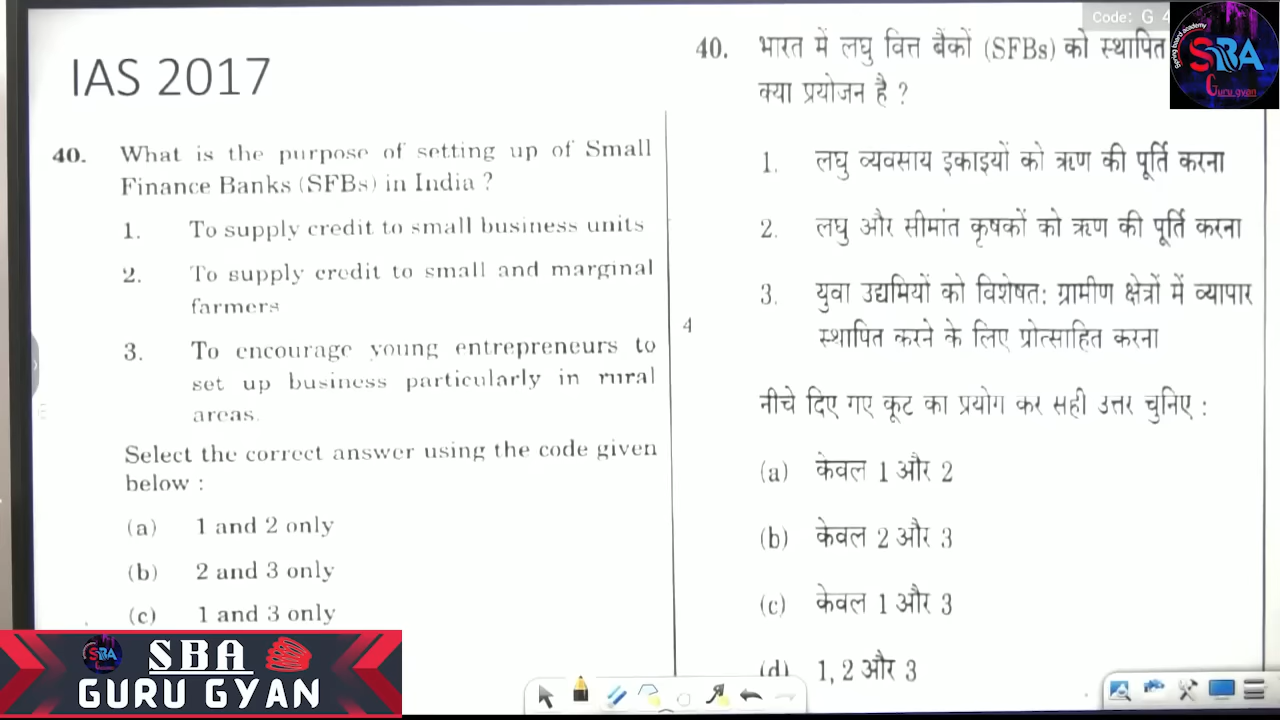 IAS 2017
40. What is the purpose of setting up of Small
Finance Banks (SFBs) in India ?
1. To supply credit to small business units
2. To supply credit to small and marginal
farmers
3. To encourage young entrepreneurs to
set up business particularly in rural
areas.
Select the correct answer using the code given
below :
(a) 1 and 2 only
(b) 2 and 3 only
(c) 1 and 3 only
4
Code: G 4
40. भारत में लघु वित्त बैंकों (SFBs) को स्थापित
क्या प्रयोजन है ?
1. लघु व्यवसाय इकाइयों को ऋण की पूर्ति करना
2. लघु और सीमांत कृषकों को ऋण की पूर्ति करना
3. युवा उद्यमियों को विशेषतः ग्रामीण क्षेत्रों में व्यापार
स्थापित करने के लिए प्रोत्साहित करना
नीचे दिए गए कूट का प्रयोग कर सही उत्तर चुनिए :
(a) केवल 1 और 2
(b) केवल 2 और 3
(c) केवल 1 और 3
(d) 1, 2 और 3
SBA
Guru gyan
SBA
SBA
GURU GYAN